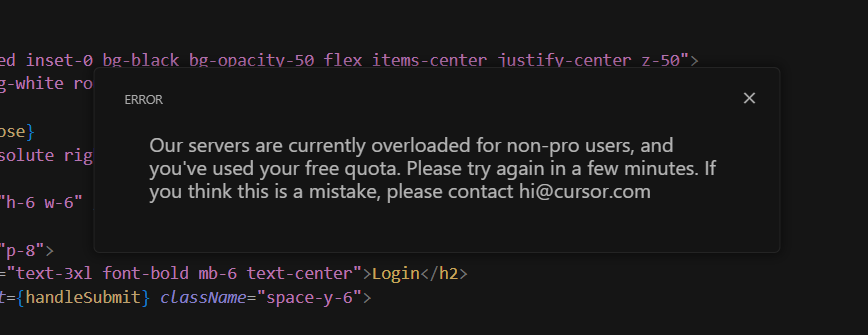 ed inset-0 bg-black bg-opacity-50 flex items-center justify-center z-50">
g-white ro
ERROR
Our servers are currently overloaded for non-pro users, and
ose}
you've used your free quota. Please try again in a few minutes. If
solute rig
you think this is a mistake, please contact hi@cursor.com
"h-6 w-6"
"p-8">
="text-3xl font-bold mb-6 text-center">Login</h2>
t={handleSubmit} className="space-y-6">